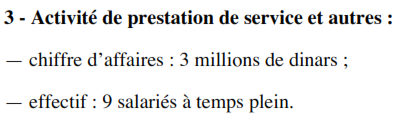 3 - Activité de prestation de service et autres :
— chiffre d’affaires : 3 millions de dinars ;
— effectif : 9 salariés à temps plein.